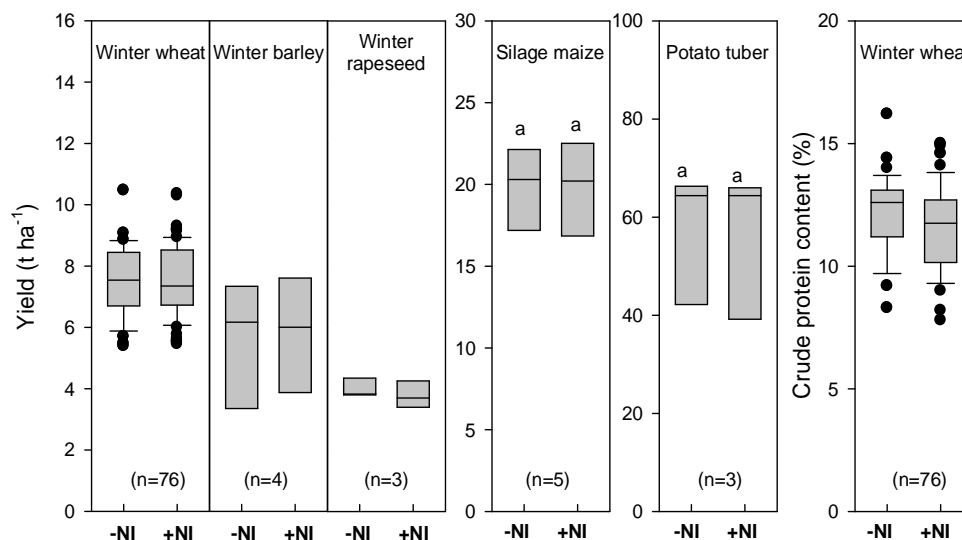 Yield (t ha⁻¹)
16
14
12
10
8
6
4
2
0
Winter wheat
(n=76)
-NI +NI
Winter barley
(n=4)
-NI +NI
Winter
rapeseed
(n=3)
-NI +NI
30
25
20
15
10
5
0
Silage maize
a a
(n=5)
-NI +NI
100
80
60
40
20
0
Potato tuber
a a
(n=3)
-NI +NI
Crude protein content (%)
20
15
10
5
0
Winter whea
(n=76)
-NI +NI